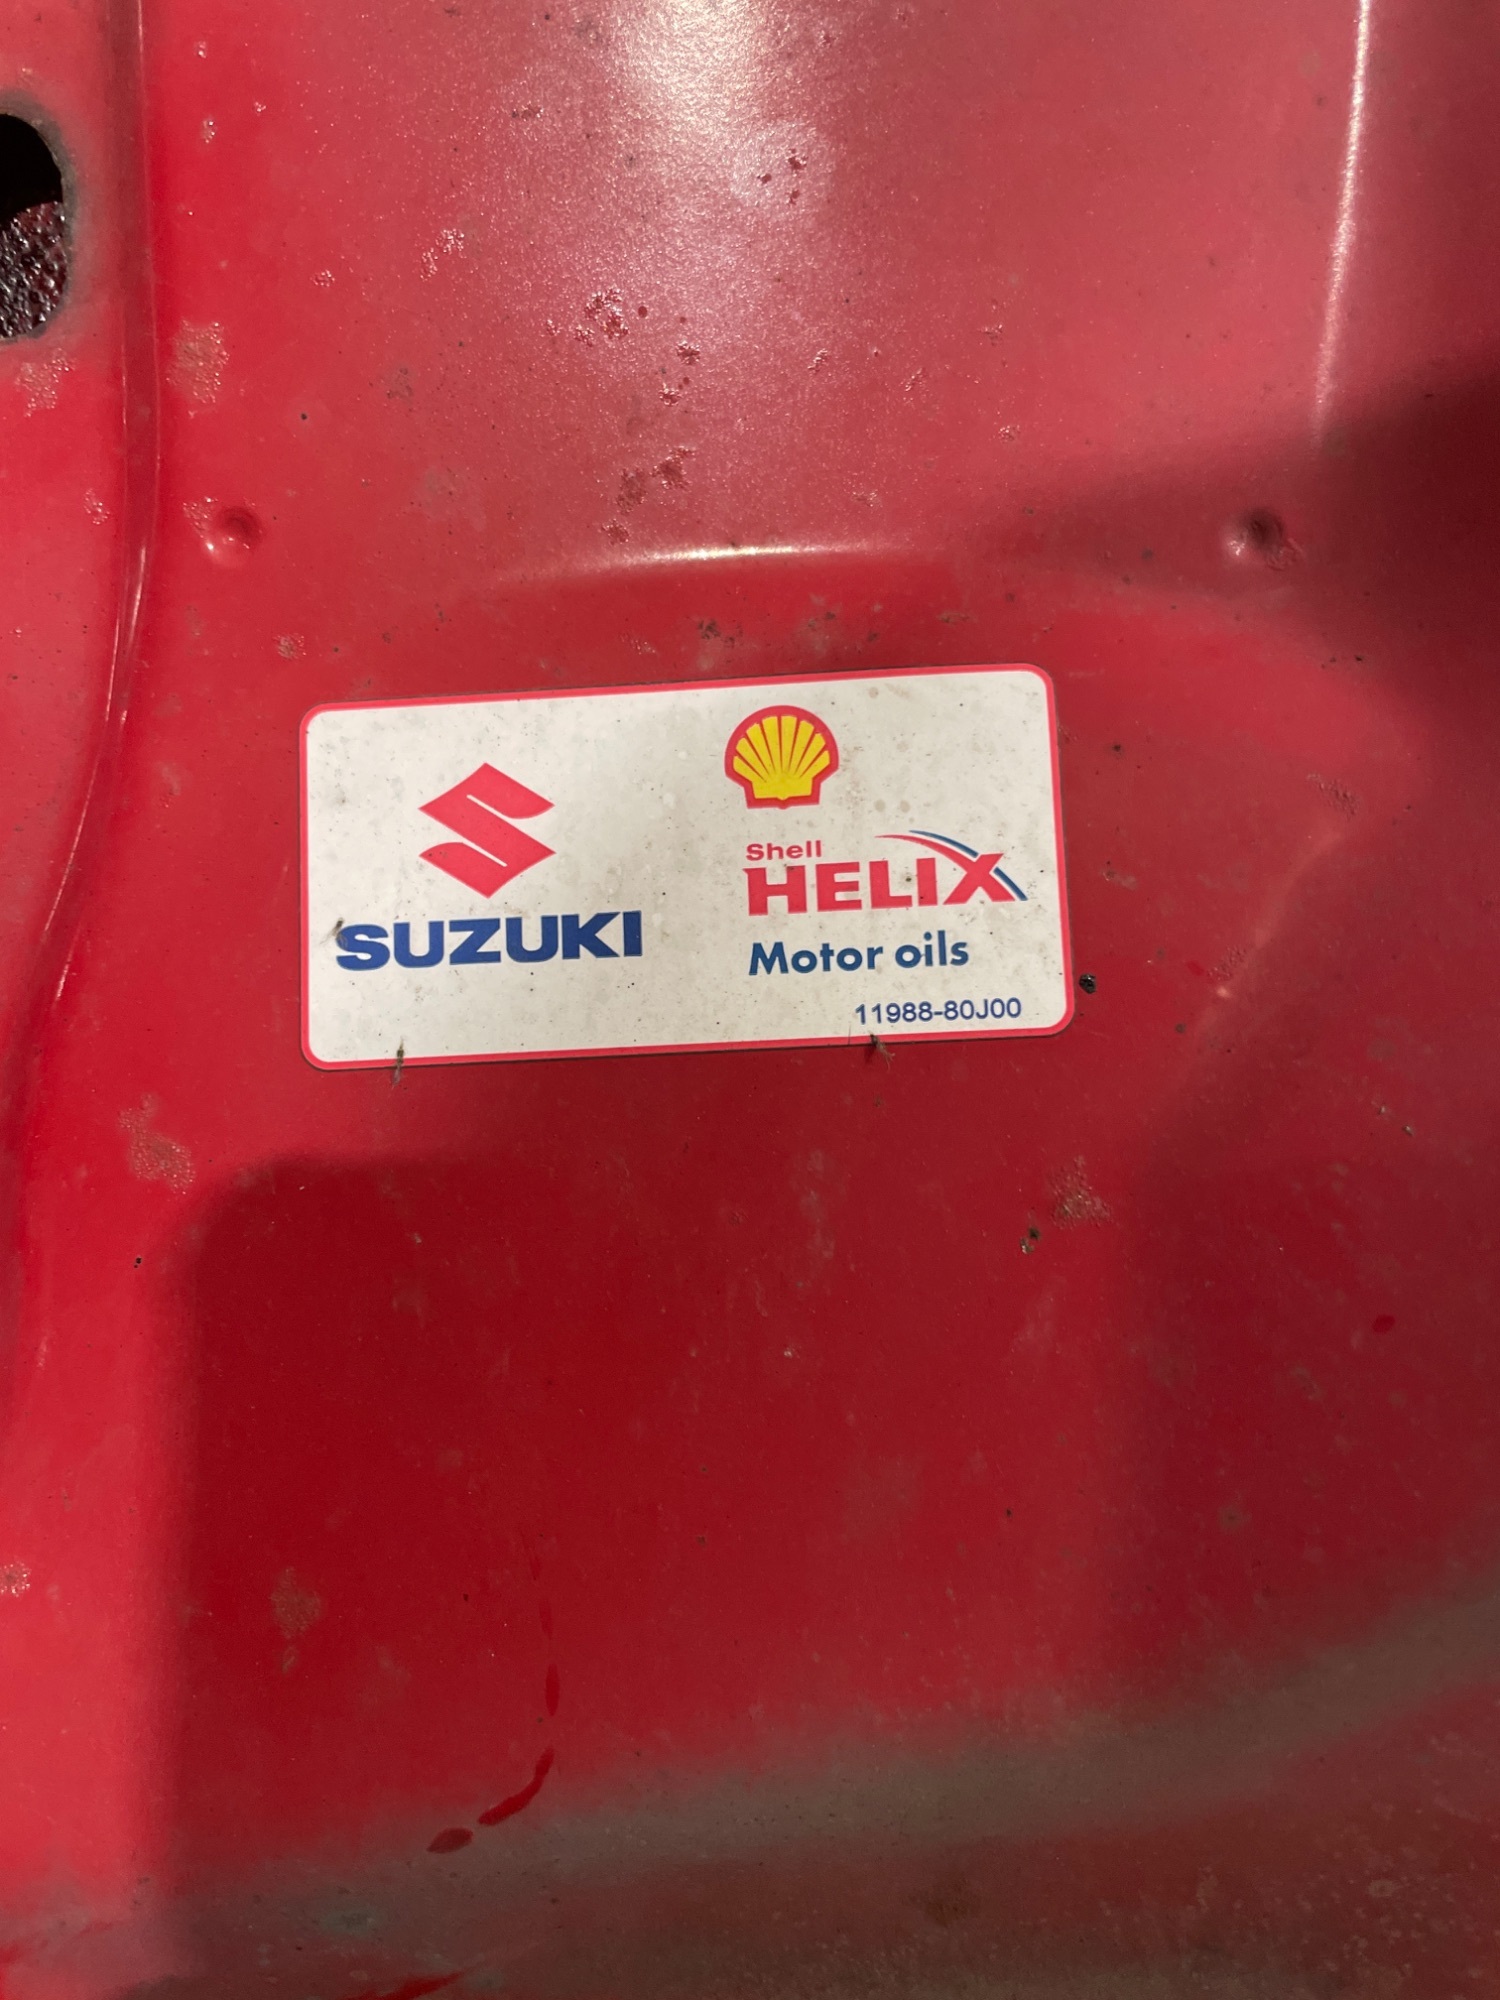 SUZUKI
Shell
HELIX
Motor oils
11988-80J00